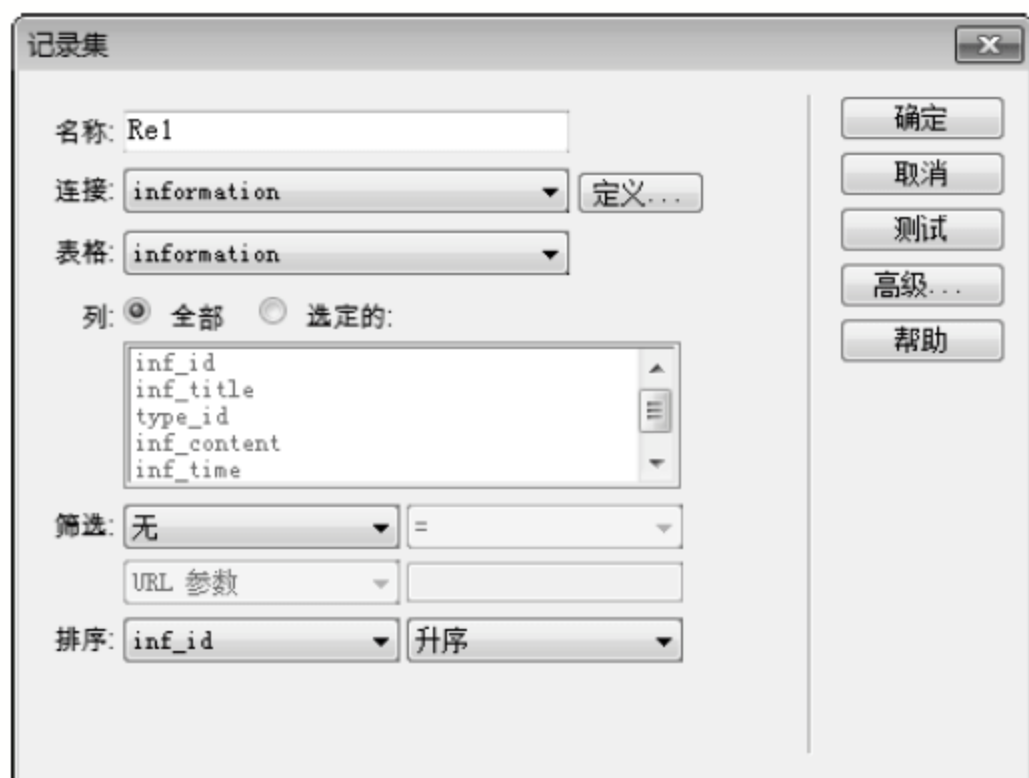 记录集
名称: Re1
确定
连接: information 定义...
取消
表格: information
测试
列: 全部 选定的:
高级...
inf_id
帮助
inf_title
type_id
inf_content
inf_time
筛选: 无 =
URL 参数
排序: inf_id 升序